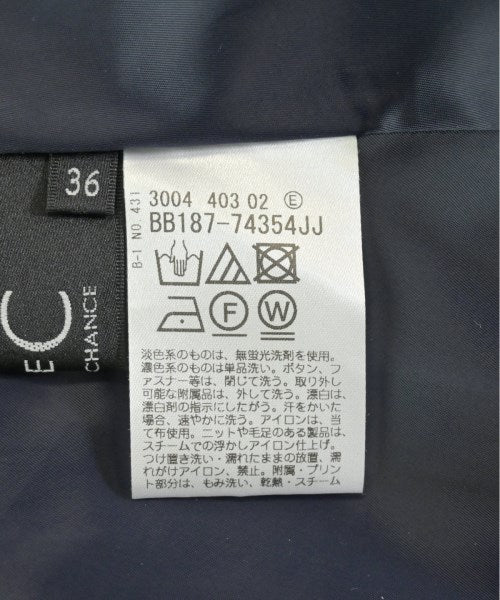 36
EC
CHANCE
B-1 NO. 431
3004 403 02 Ⓔ
BB187-74354JJ
F
W
淡色系のものは、無蛍光洗剤を使用。
濃色系のものは単品洗い。ボタン、フ
ァスナー等は、閉じて洗う。取り外し
可能な附属品は、外して洗う。漂白は、
漂白剤の指示にしたがう。汗をかいた
場合、速やかに洗う。アイロンは、当
て布使用。ニットや毛足のある製品は、
スチームでの浮かしアイロン仕上げ。
つけ置き洗い・濡れたままの放置、濡
れがけアイロン、禁止。附属・プリン
ト部分は、もみ洗い、乾熱・スチーム